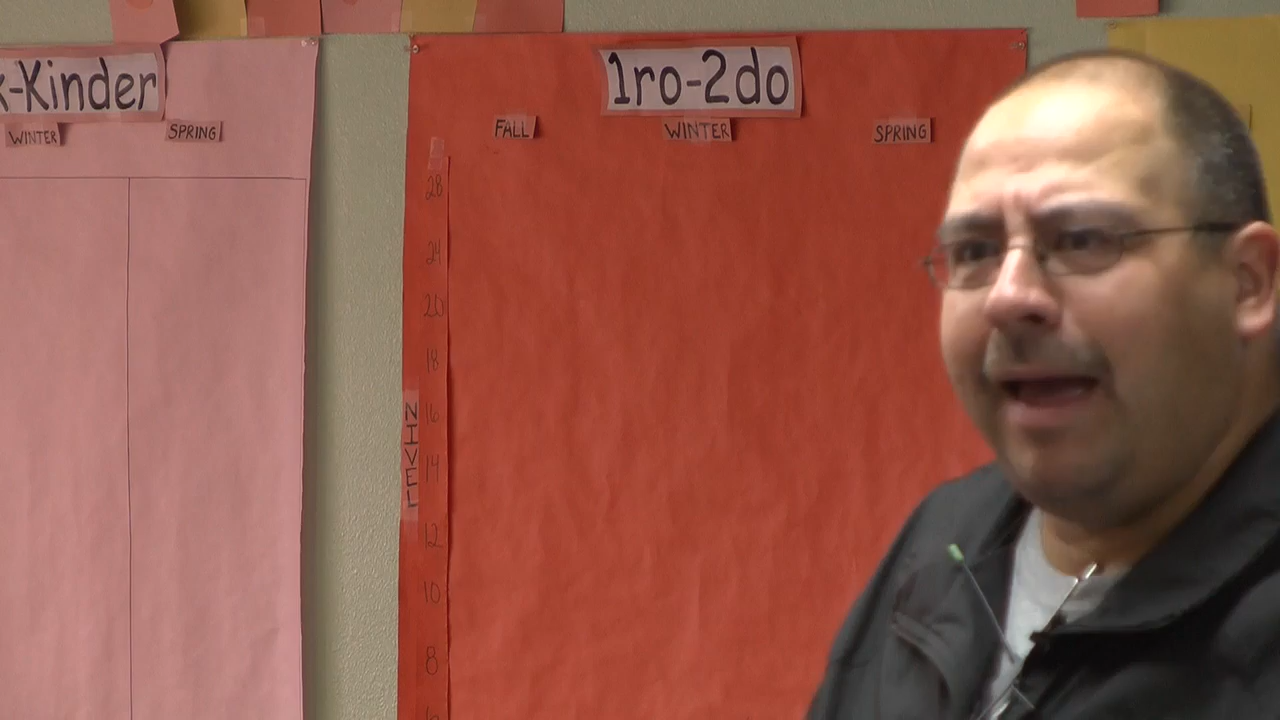 k-Kinder
WINTER
SPRING
1ro-2do
FALL
WINTER
SPRING
28
24
20
18
16
14
12
10
8
NIVEL